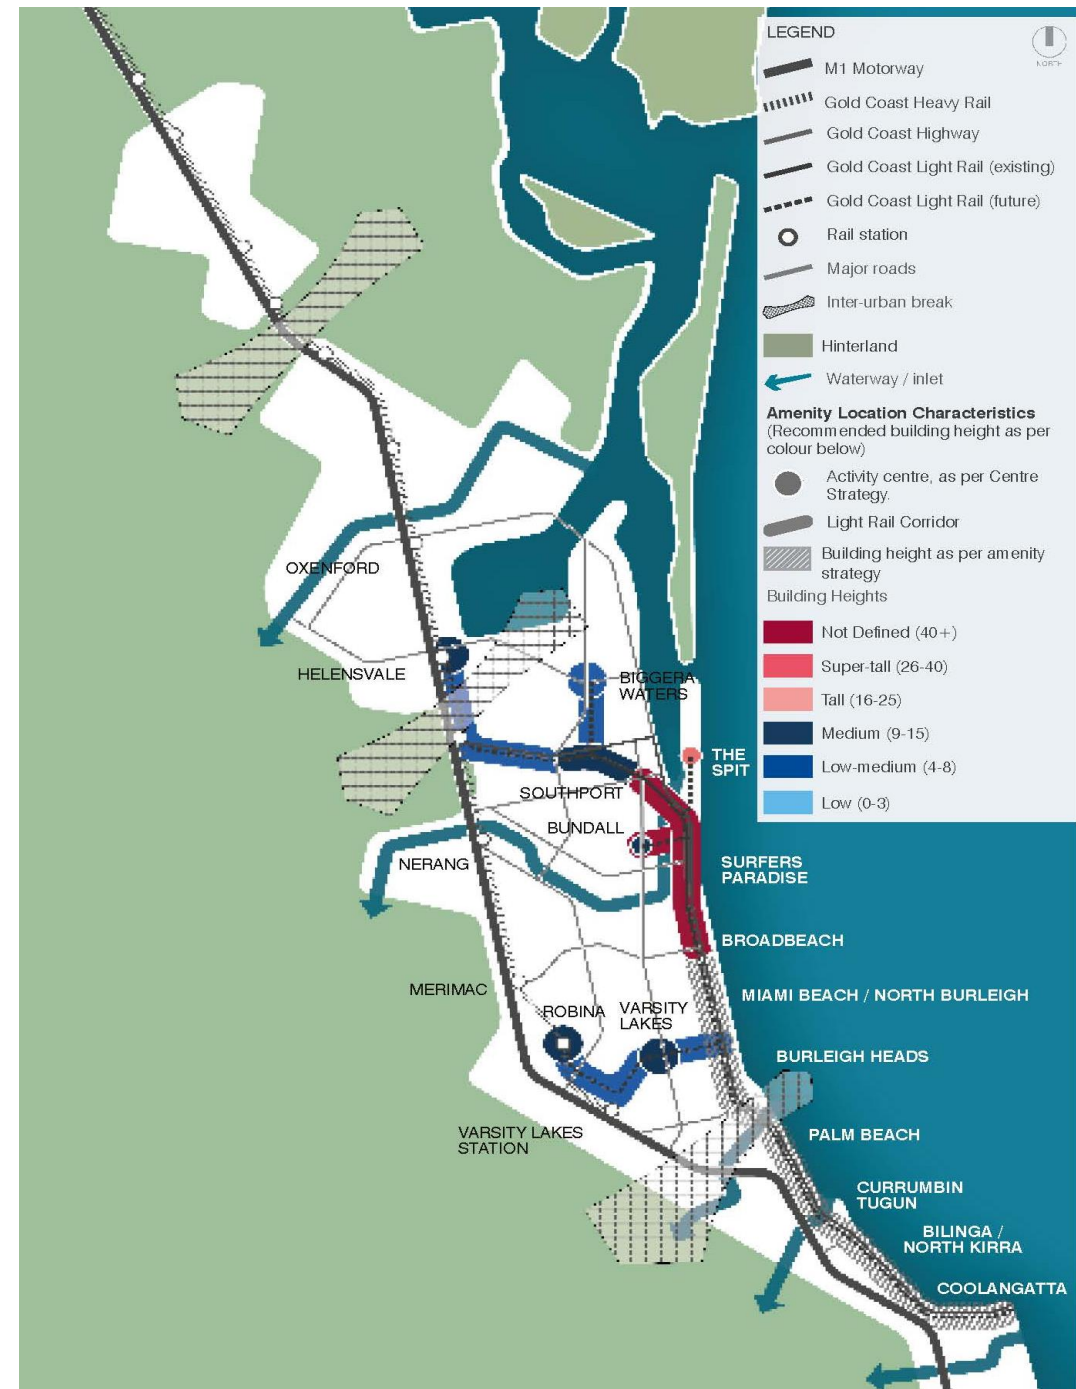 LEGEND
NORTH
M1 Motorway
Gold Coast Heavy Rail
Gold Coast Highway
Gold Coast Light Rail (existing)
Gold Coast Light Rail (future)
Rail station
Major roads
Inter-urban break
Hinterland
Waterway / inlet
Amenity Location Characteristics
(Recommended building height as per
colour below)
Activity centre, as per Centre
Strategy.
Light Rail Corridor
Building height as per amenity
strategy
Building Heights
Not Defined (40+)
Super-tall (26-40)
Tall (16-25)
Medium (9-15)
Low-medium (4-8)
Low (0-3)
OXENFORD
HELENSVALE
BIGGERA
WATERS
THE
SPIT
SOUTHPORT
BUNDALL
NERANG
SURFERS
PARADISE
BROADBEACH
MERIMAC
MIAMI BEACH / NORTH BURLEIGH
ROBINA
VARSITY
LAKES
BURLEIGH HEADS
VARSITY LAKES
STATION
PALM BEACH
CURRUMBIN
TUGUN
BILINGA /
NORTH KIRRA
COOLANGATTA